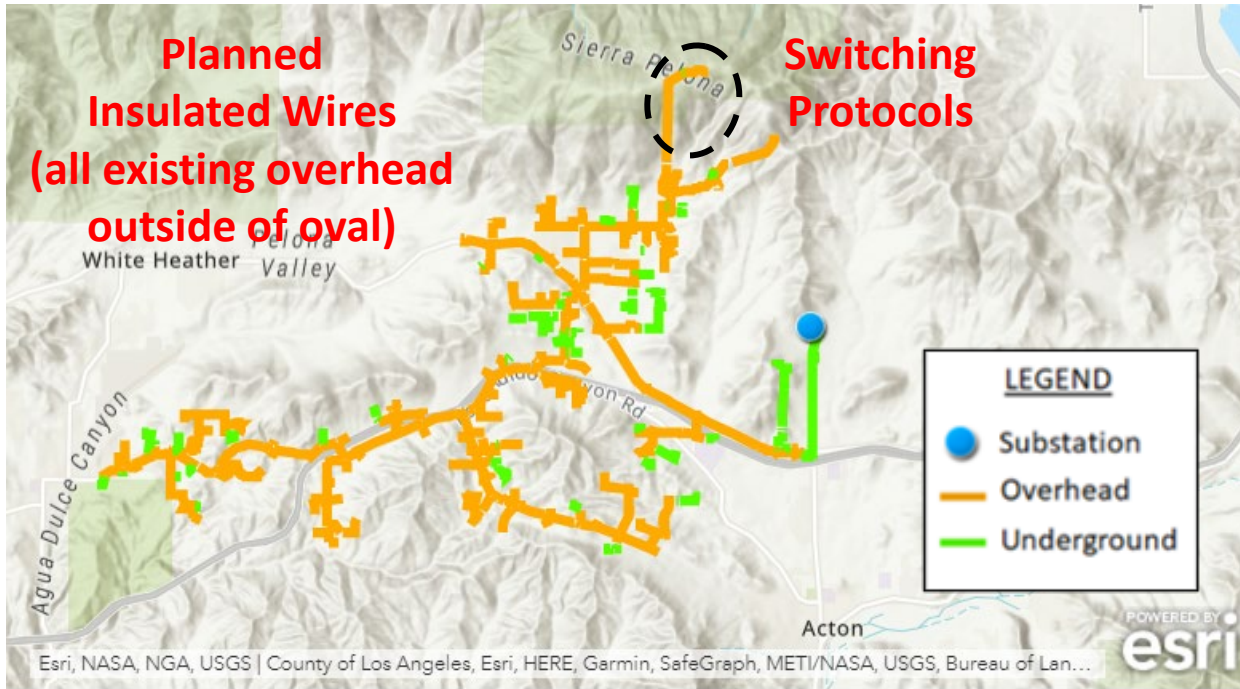 Planned
Insulated Wires
(all existing overhead
outside of oval)
Switching
Protocols
Sierra Pelona
White Heather
Pelona
Valley
Agua Dulce Canyon
yon Rd
LEGEND
Substation
Overhead
Underground
Acton
POWERED BY
esri
Esri, NASA, NGA, USGS | County of Los Angeles, Esri, HERE, Garmin, SafeGraph, METI/NASA, USGS, Bureau of Lan...